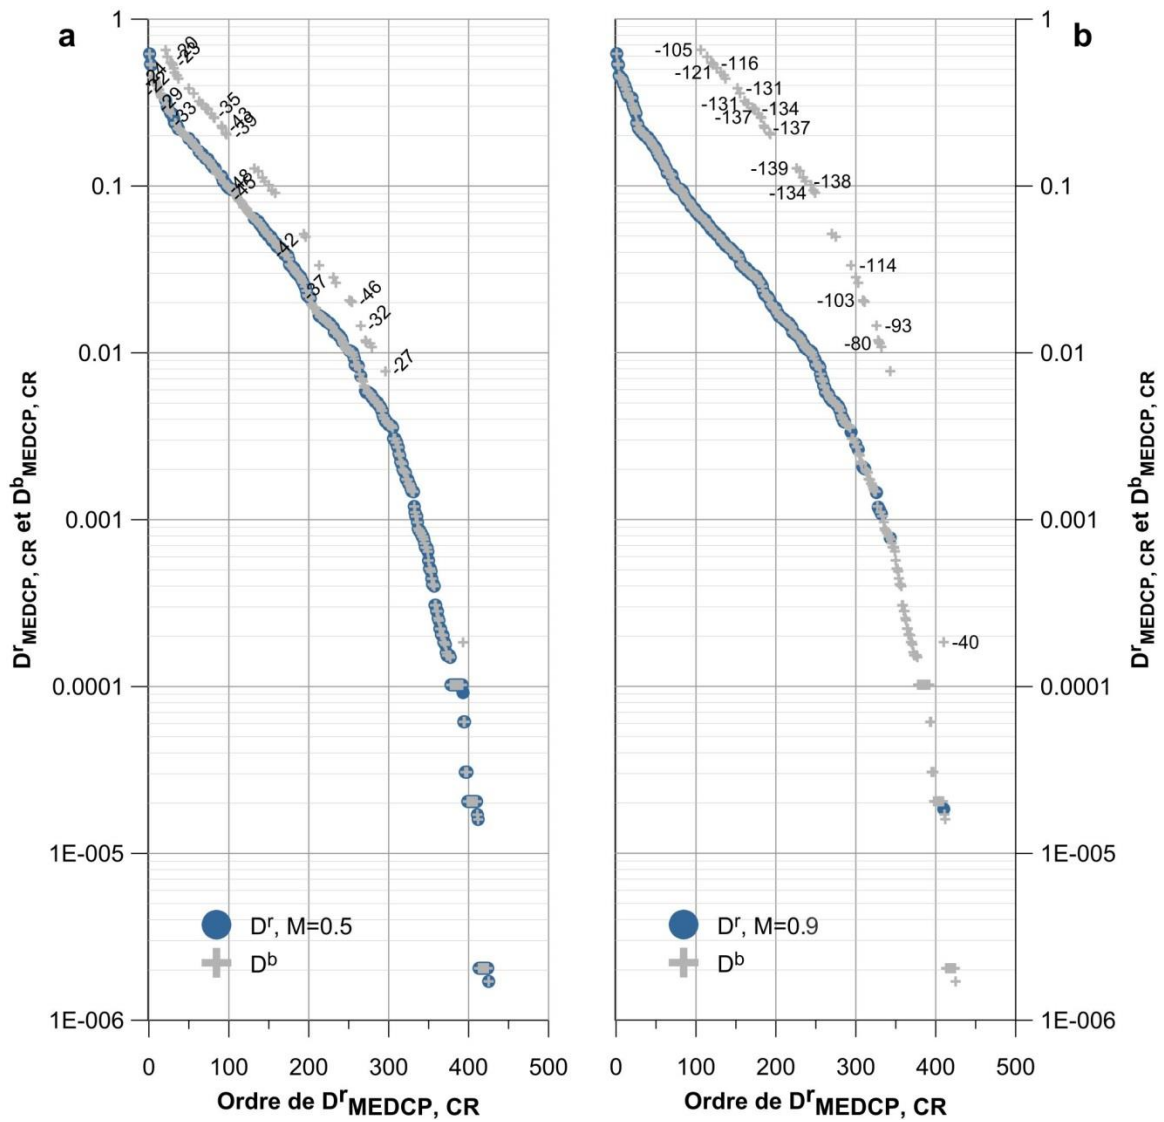 a
b
1
0.1
0.01
0.001
0.0001
1E-005
1E-006
DʳMEDCP, CR et DᵇMEDCP, CR
-20
-23
-24
-22
-29
-33
-35
-43
-39
-48
-45
-42
-37
-46
-32
-27
Dʳ, M=0.5
Dᵇ
0 100 200 300 400 500
Ordre de DʳMEDCP, CR
-105
-116
-121
-131
-131
-134
-137
-137
-139
-138
-134
-114
-103
-93
-80
-40
Dʳ, M=0.9
Dᵇ
0 100 200 300 400 500
Ordre de DʳMEDCP, CR
1
0.1
0.01
0.001
0.0001
1E-005
1E-006
DʳMEDCP, CR et DᵇMEDCP, CR